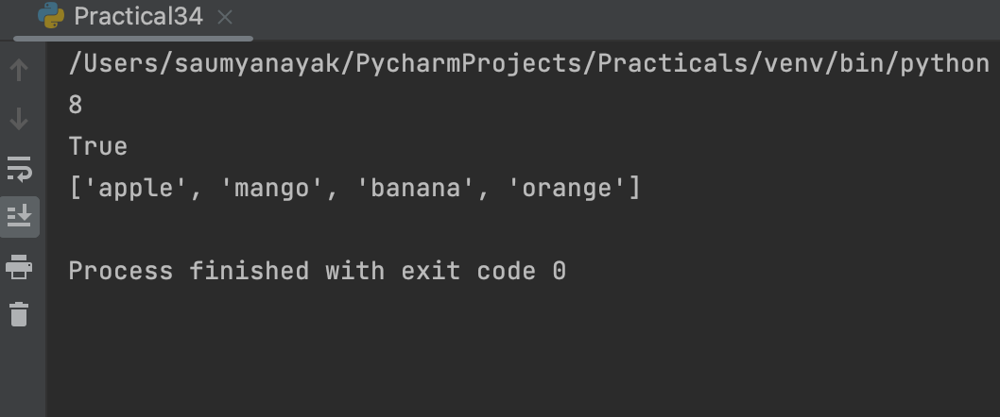 Practical34
/Users/saumyanayak/PycharmProjects/Practicals/venv/bin/python
8
True
['apple', 'mango', 'banana', 'orange']
Process finished with exit code 0